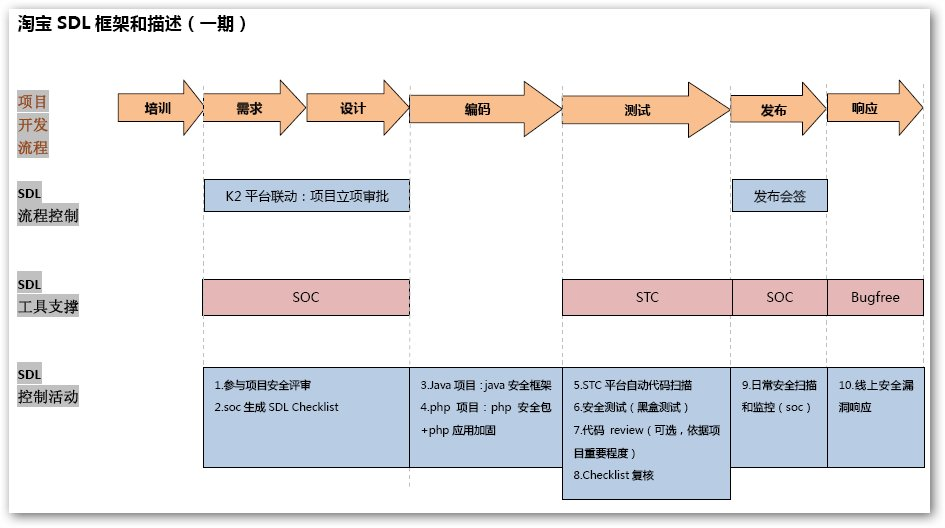 淘宝 SDL 框架和描述（一期）
项目
开发
流程
培训
需求
设计
编码
测试
发布
响应
SDL
流程控制
K2 平台联动：项目立项审批
发布会签
SDL
工具支撑
SOC
STC
SOC
Bugfree
SDL
控制活动
1.参与项目安全评审
2.soc 生成 SDL Checklist
3.Java 项目：java 安全框架
4.php 项目：php 安全包
+php 应用加固
5.STC 平台自动代码扫描
6.安全测试（黑盒测试）
7.代码 review（可选，依据项
目重要程度）
8.Checklist 复核
9.日常安全扫描
和监控（soc）
10.线上安全漏
洞响应